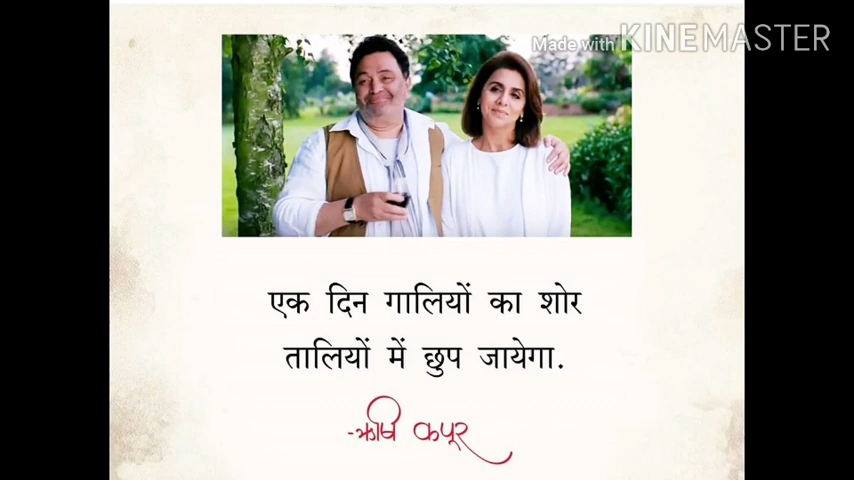 Made with KINEMASTER
एक दिन गालियों का शोर
तालियों में छुप जायेगा.
-ऋषि कपूर